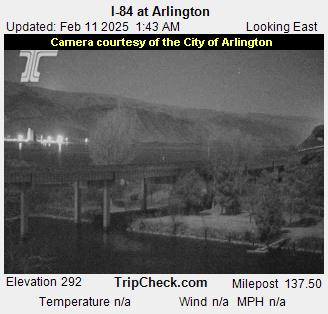 I-84 at Arlington
Updated: Feb 11 2025 1:43 AM Looking East
Camera courtesy of the City of Arlington
Elevation 292 TripCheck.com Milepost 137.50
Temperature n/a Wind n/a MPH n/a